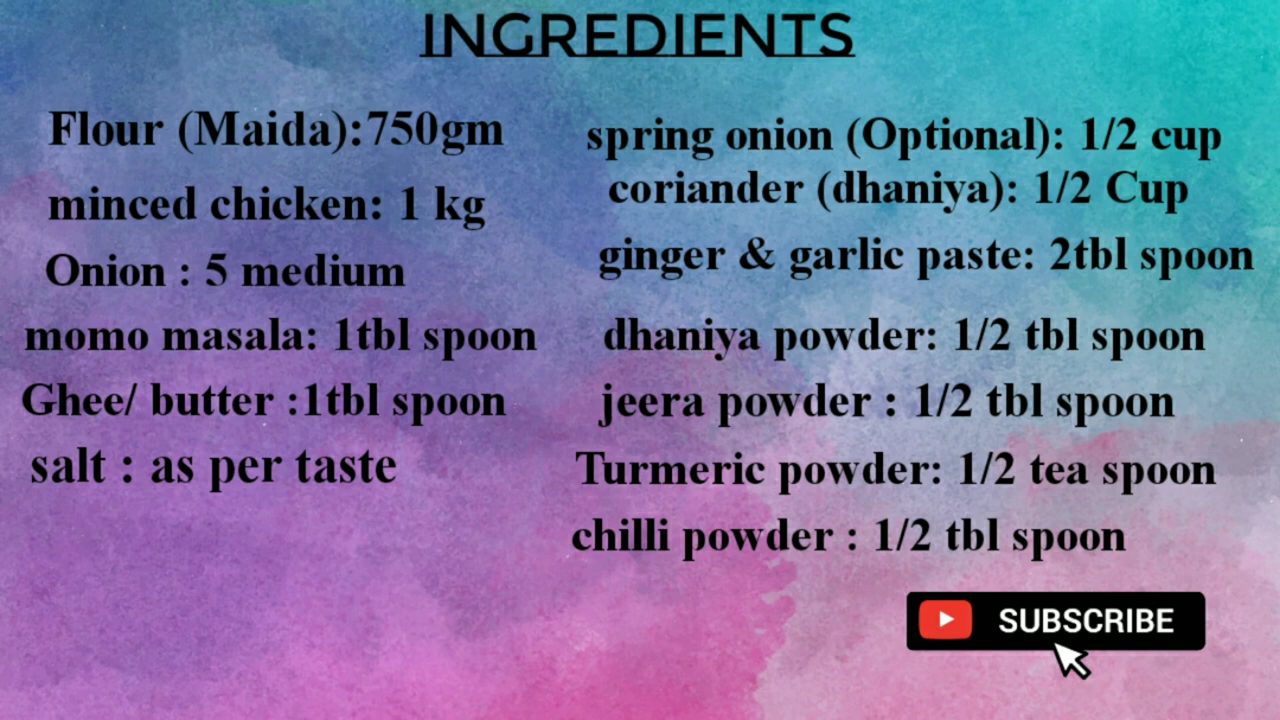 INGREDIENTS
Flour (Maida):750gm
minced chicken: 1 kg
Onion : 5 medium
momo masala: 1tbl spoon
Ghee/ butter :1tbl spoon
salt : as per taste
spring onion (Optional): 1/2 cup
coriander (dhaniya): 1/2 Cup
ginger & garlic paste: 2tbl spoon
dhaniya powder: 1/2 tbl spoon
jeera powder : 1/2 tbl spoon
Turmeric powder: 1/2 tea spoon
chilli powder : 1/2 tbl spoon
SUBSCRIBE